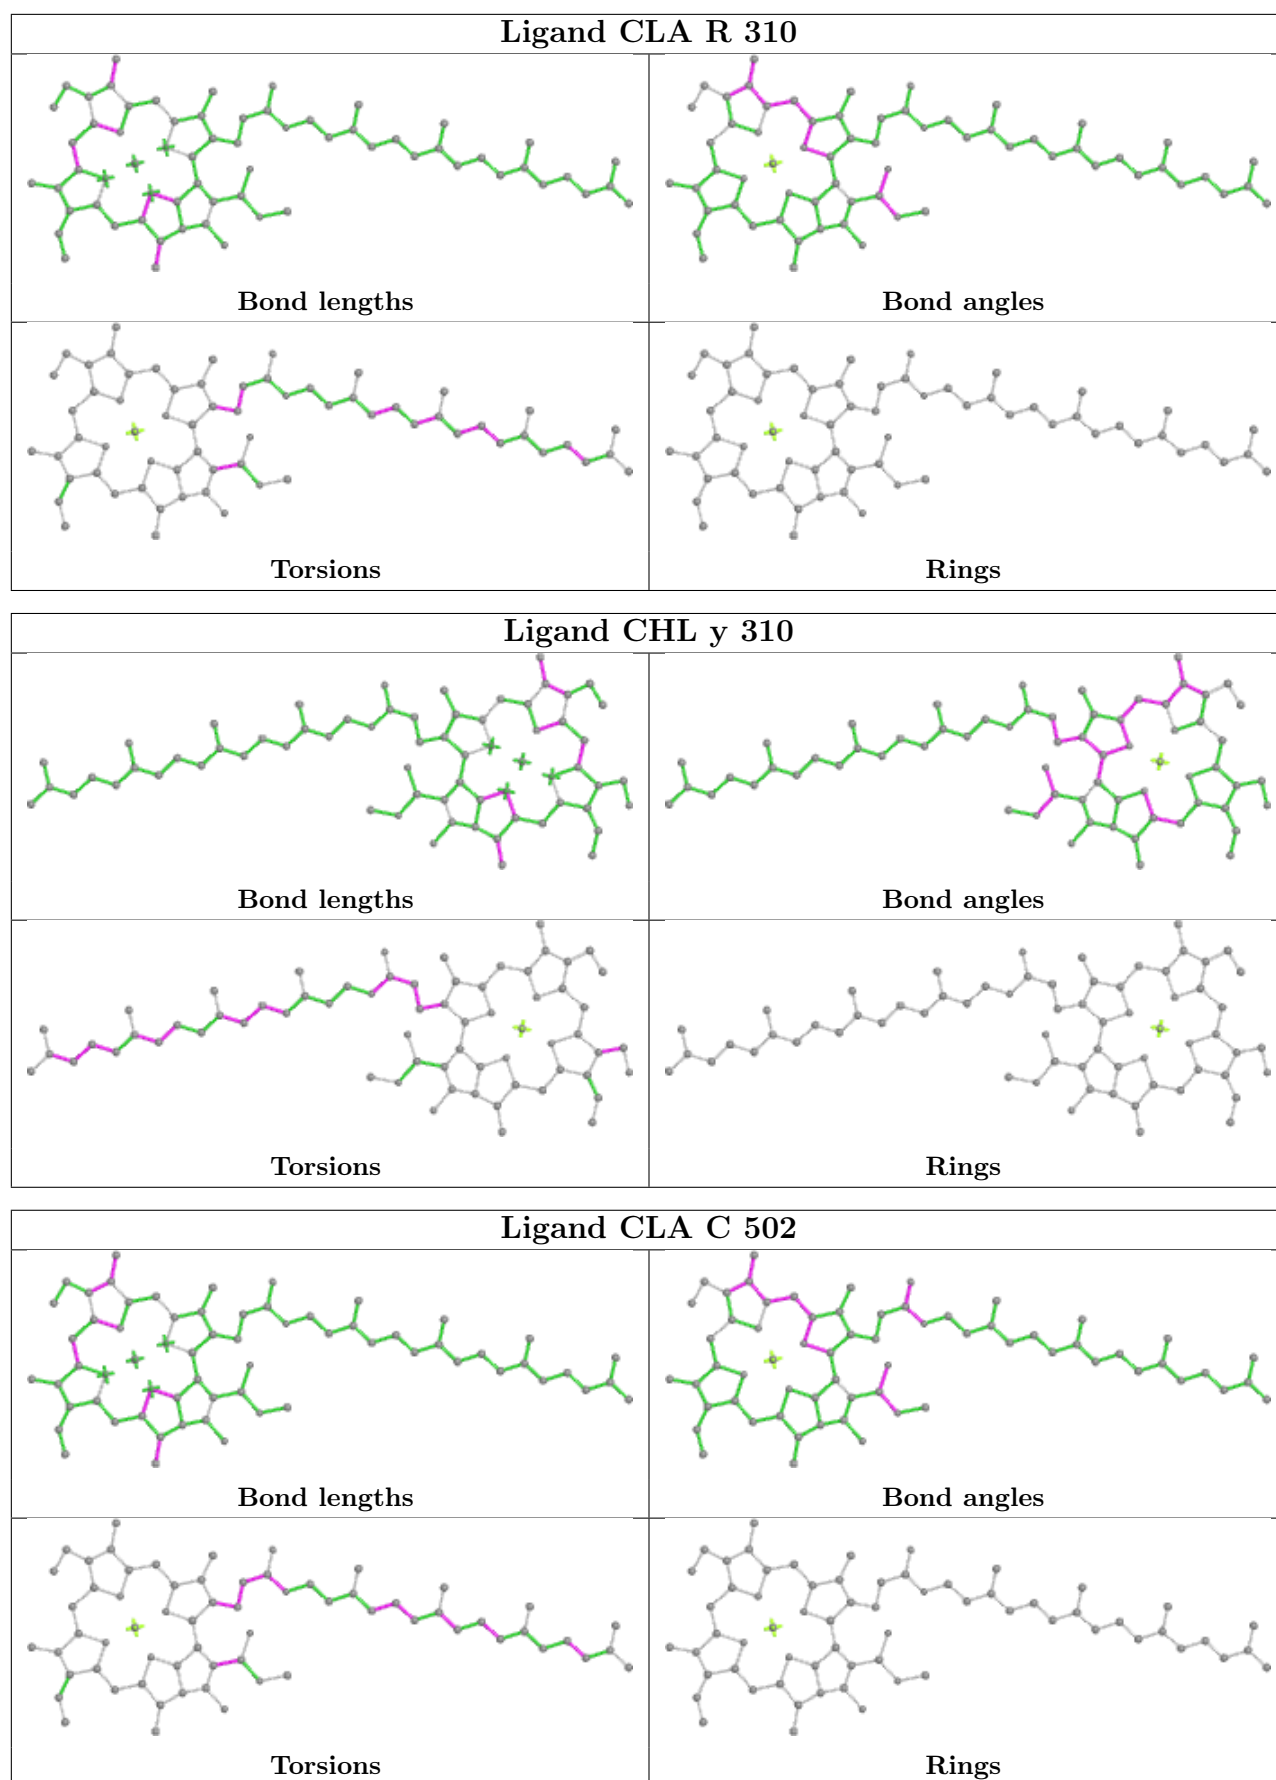 Ligand CLA R 310
Bond lengths
Bond angles
Torsions
Rings
Ligand CHL y 310
Bond lengths
Bond angles
Torsions
Rings
Ligand CLA C 502
Bond lengths
Bond angles
Torsions
Rings